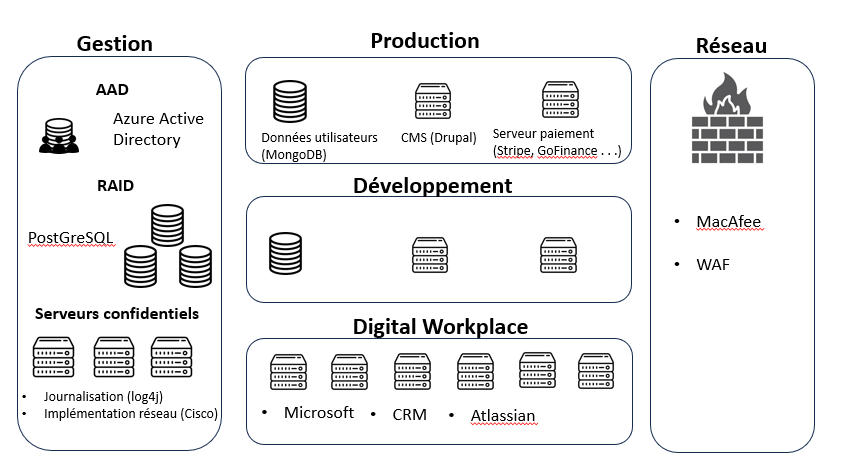 Gestion
AAD
Azure Active
Directory
RAID
PostGreSQL
Serveurs confidentiels
• Journalisation (log4j)
• Implémentation réseau (Cisco)
Production
Données utilisateurs
(MongoDB)
CMS (Drupal)
Serveur paiement
(Stripe, GoFinance . . .)
Développement
Digital Workplace
• Microsoft
• CRM
• Atlassian
Réseau
• MacAfee
• WAF